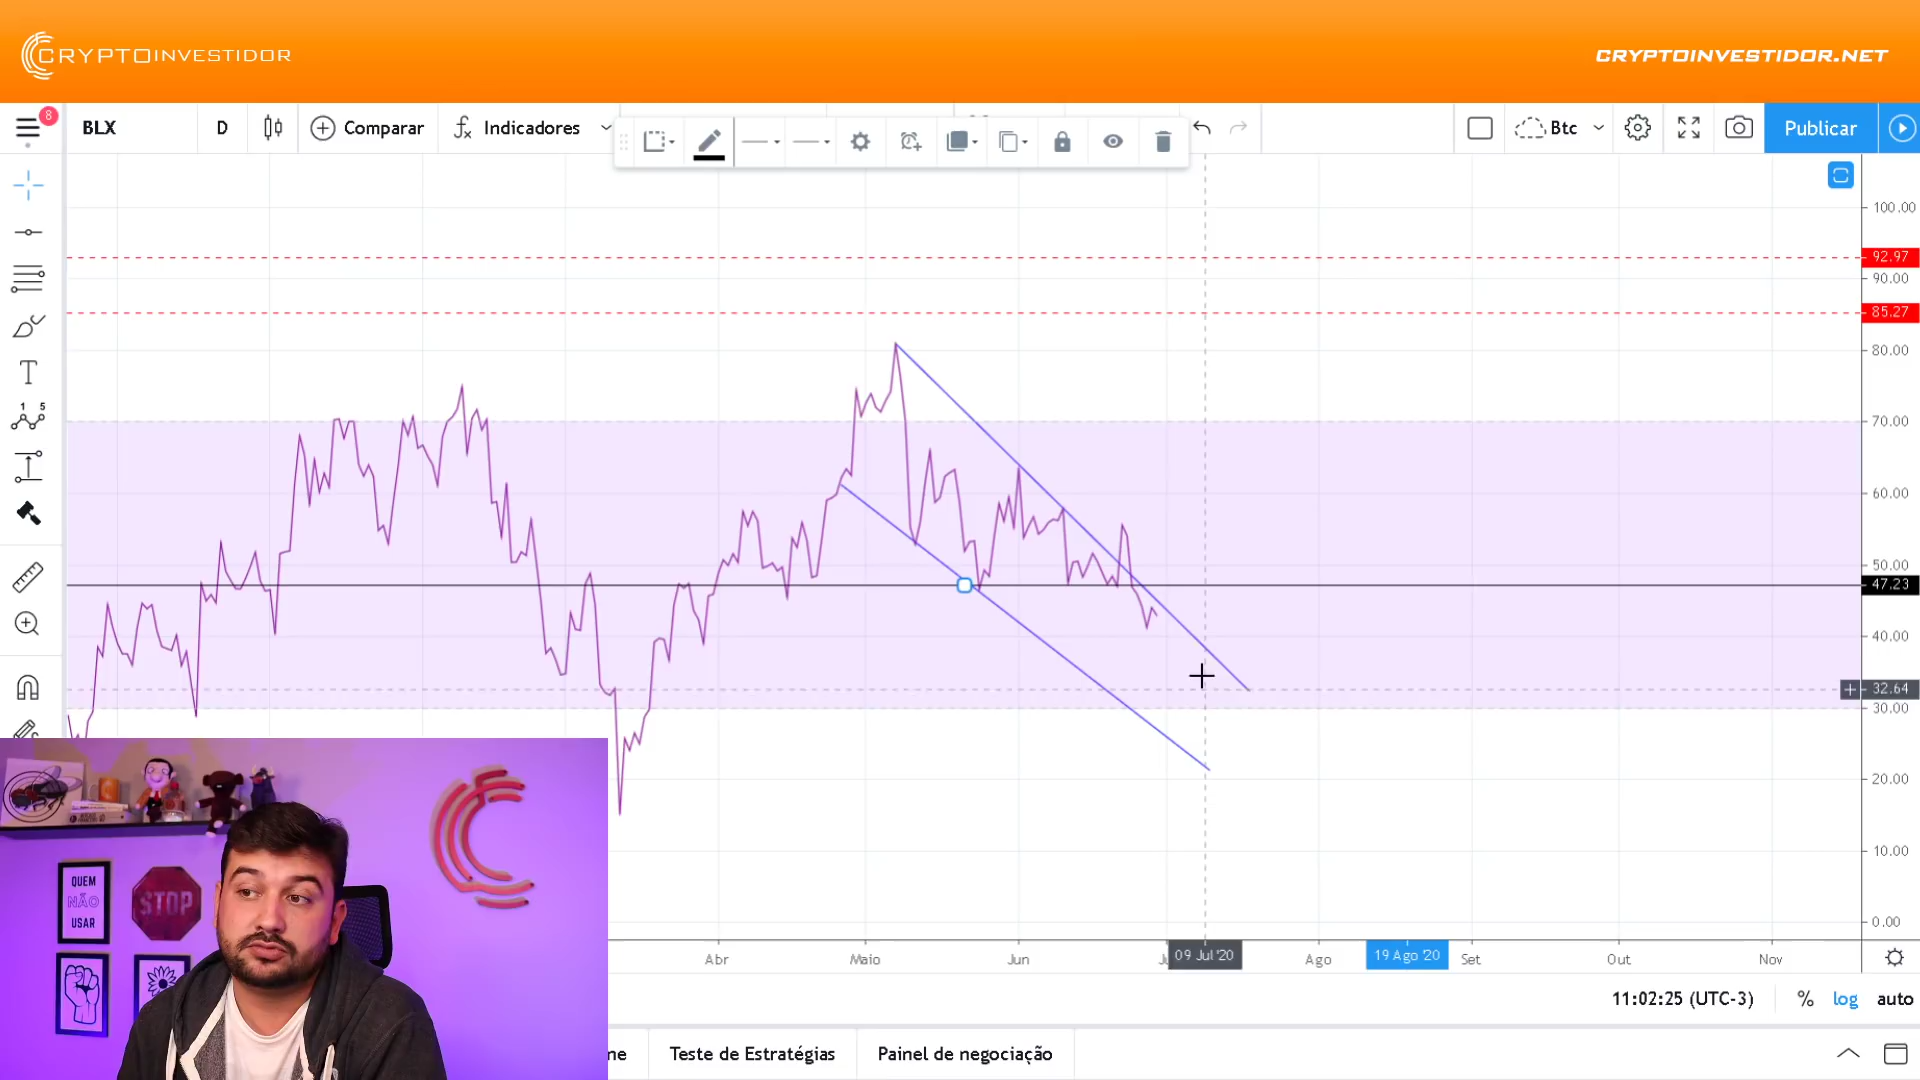 CRYPTOINVESTIDOR
CRYPTOINVESTIDOR.NET
8
BLX
D
Comparar
Indicadores
Btc
Publicar
100.00
92.97
90.00
85.27
80.00
70.00
60.00
50.00
47.23
40.00
32.64
30.00
20.00
10.00
0.00
T
1 5
Abr
Maio
Jun
09 Jul '20
Ago
19 Ago '20
Set
Out
Nov
11:02:25 (UTC-3)
%
log
auto
Teste de Estratégias
Painel de negociação
QUEM
NÃO
USAR
STOP